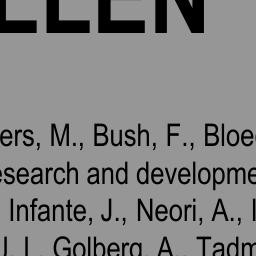 LLEN
ers, M., Bush, F., Bloe
esearch and developme
Infante, J., Neori, A., I
J., L., Golberg, A., Tadm